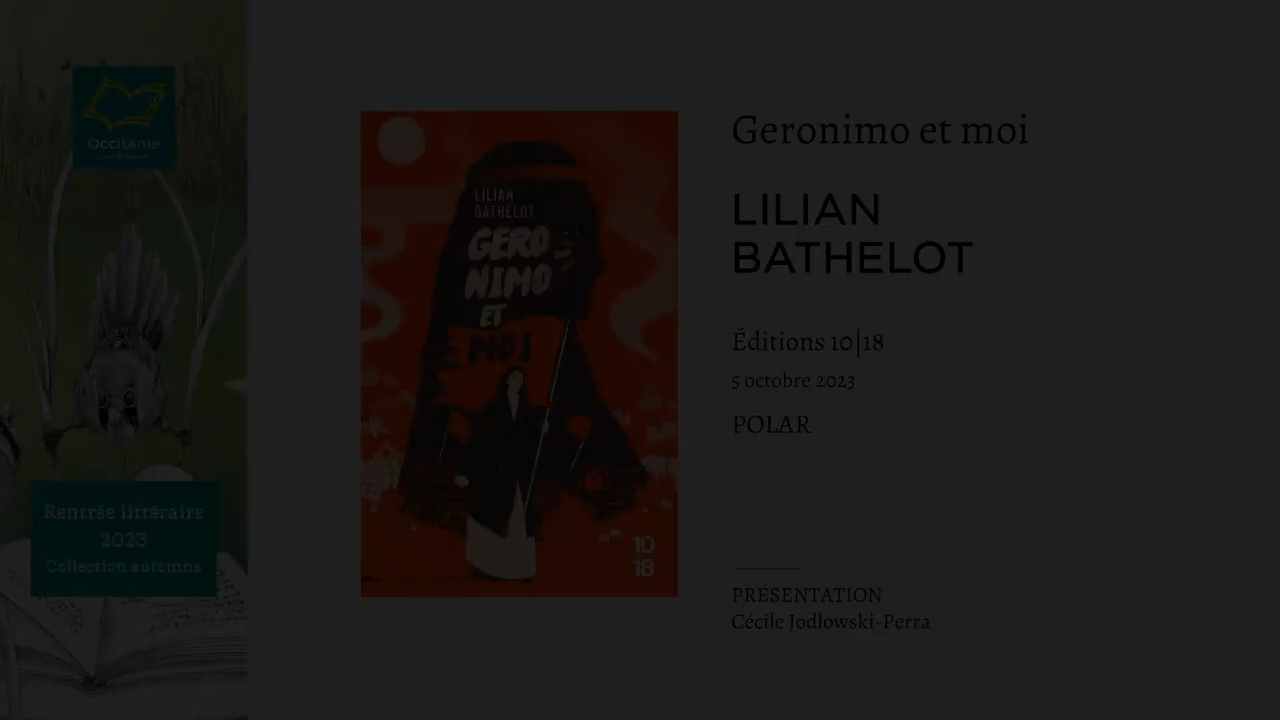 Occitanie
Rentrée littéraire
2023
Collection automne
LILIAN
BATHELOT
GERO-
NIMO
ET
MOI
10
18
Geronimo et moi
LILIAN
BATHELOT
Éditions 10|18
5 octobre 2023
POLAR
PRÉSENTATION
Cécile Jodlowski-Perra